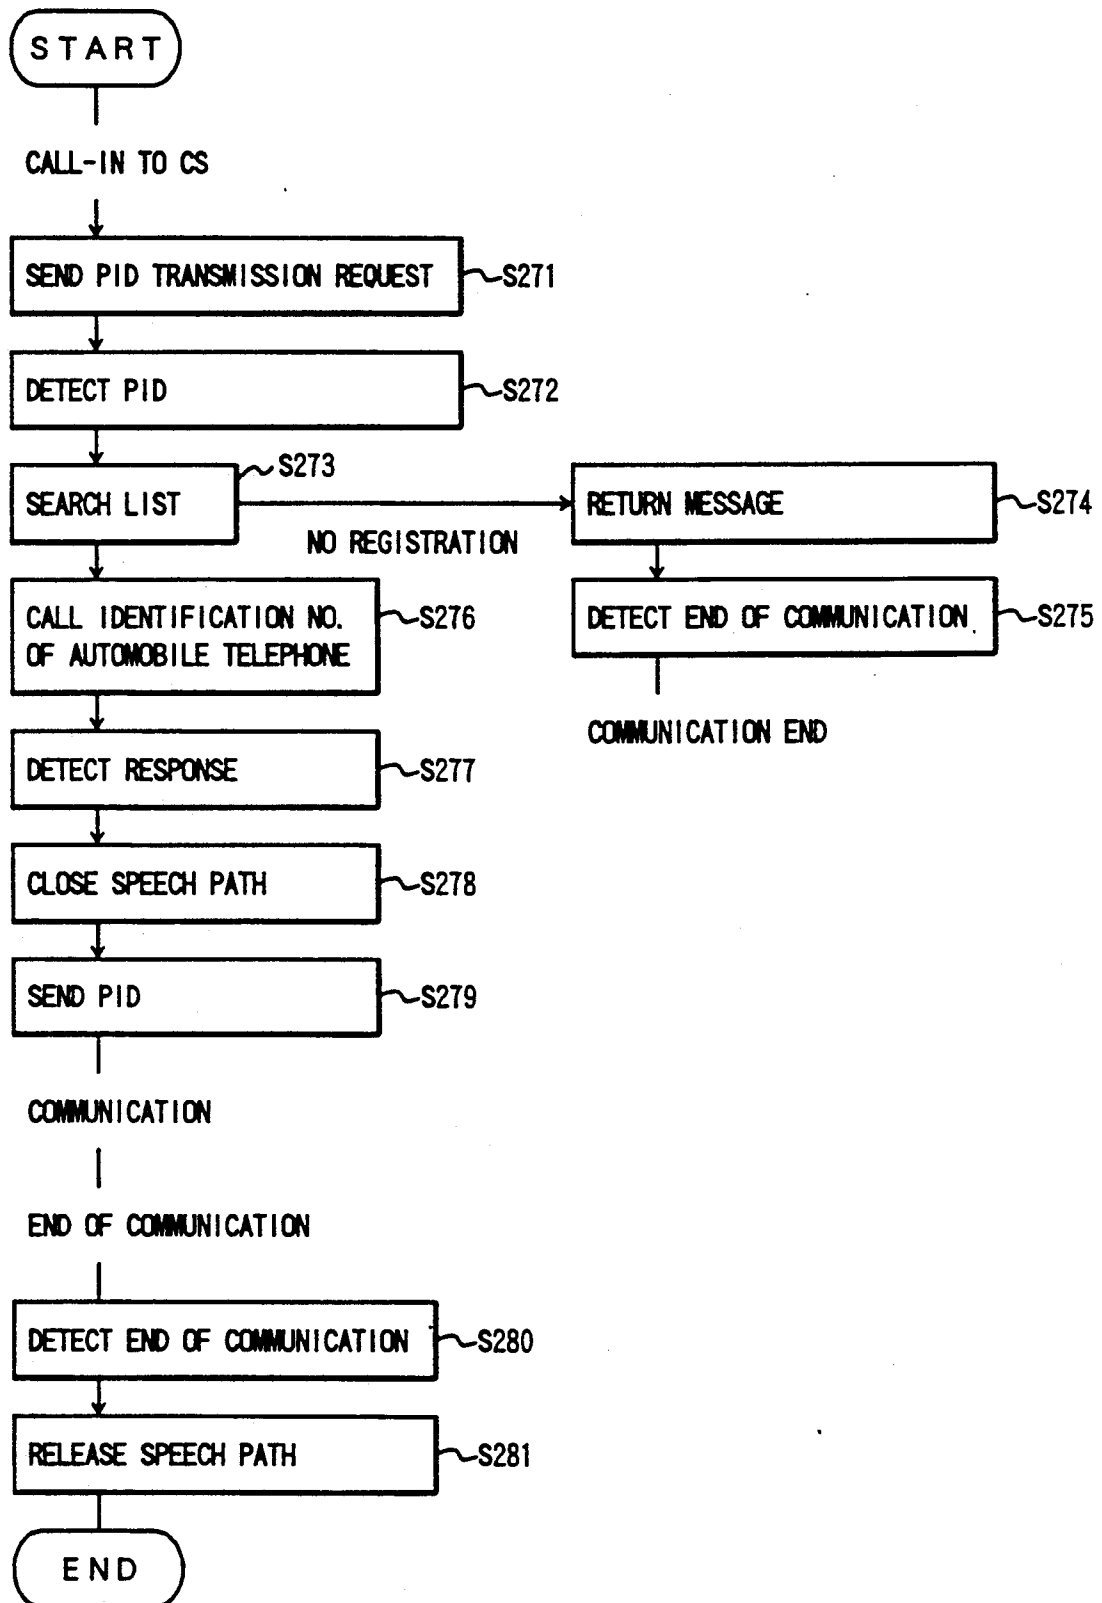 START
CALL-IN TO CS
SEND PID TRANSMISSION REQUEST
S271
DETECT PID
S272
SEARCH LIST
S273
NO REGISTRATION
RETURN MESSAGE
S274
DETECT END OF COMMUNICATION
S275
COMMUNICATION END
CALL IDENTIFICATION NO.
OF AUTOMOBILE TELEPHONE
S276
DETECT RESPONSE
S277
CLOSE SPEECH PATH
S278
SEND PID
S279
COMMUNICATION
END OF COMMUNICATION
DETECT END OF COMMUNICATION
S280
RELEASE SPEECH PATH
S281
END